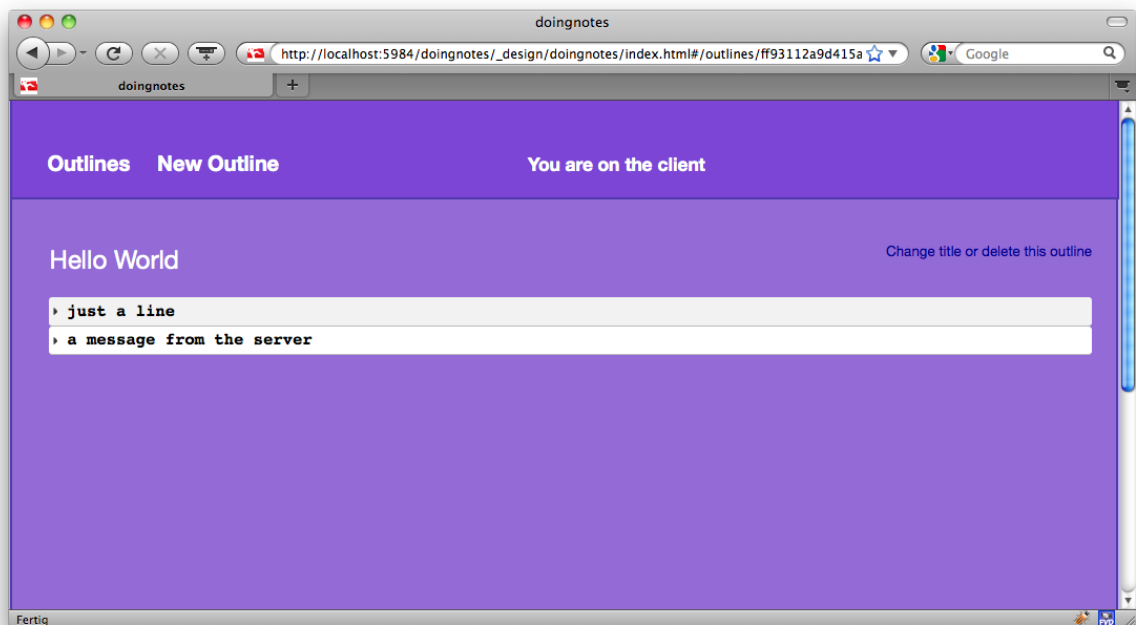 doingnotes
http://localhost:5984/doingnotes/_design/doingnotes/index.html#/outlines/ff93112a9d415a
Google
doingnotes
Outlines New Outline You are on the client
Hello World
Change title or delete this outline
just a line
a message from the server
Fertig